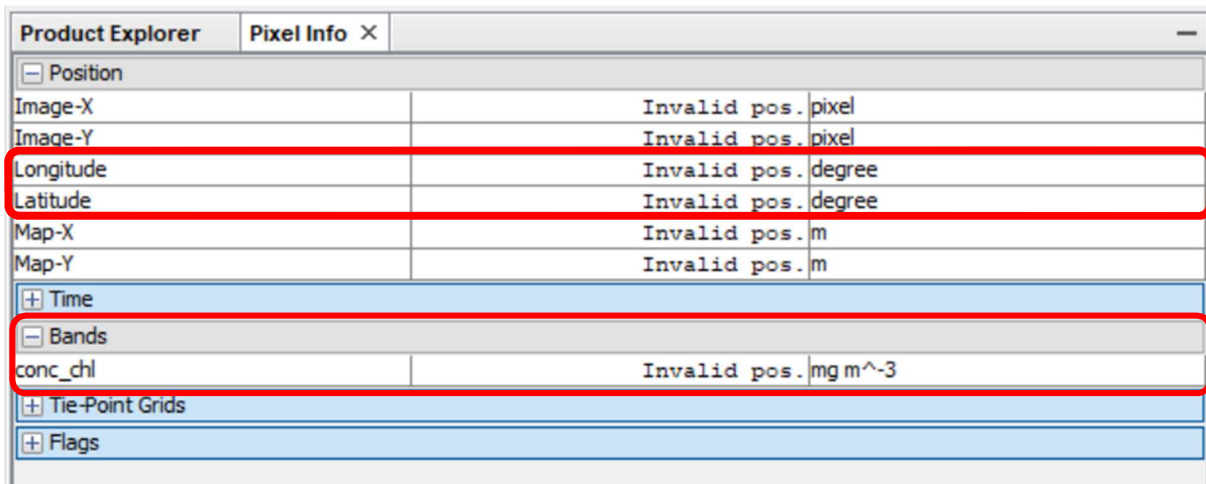 Product Explorer Pixel Info ×
Position
Image-X Invalid pos. pixel
Image-Y Invalid pos. pixel
Longitude Invalid pos. degree
Latitude Invalid pos. degree
Map-X Invalid pos. m
Map-Y Invalid pos. m
Time
Bands
conc_chl Invalid pos. mg m^-3
Tie-Point Grids
Flags